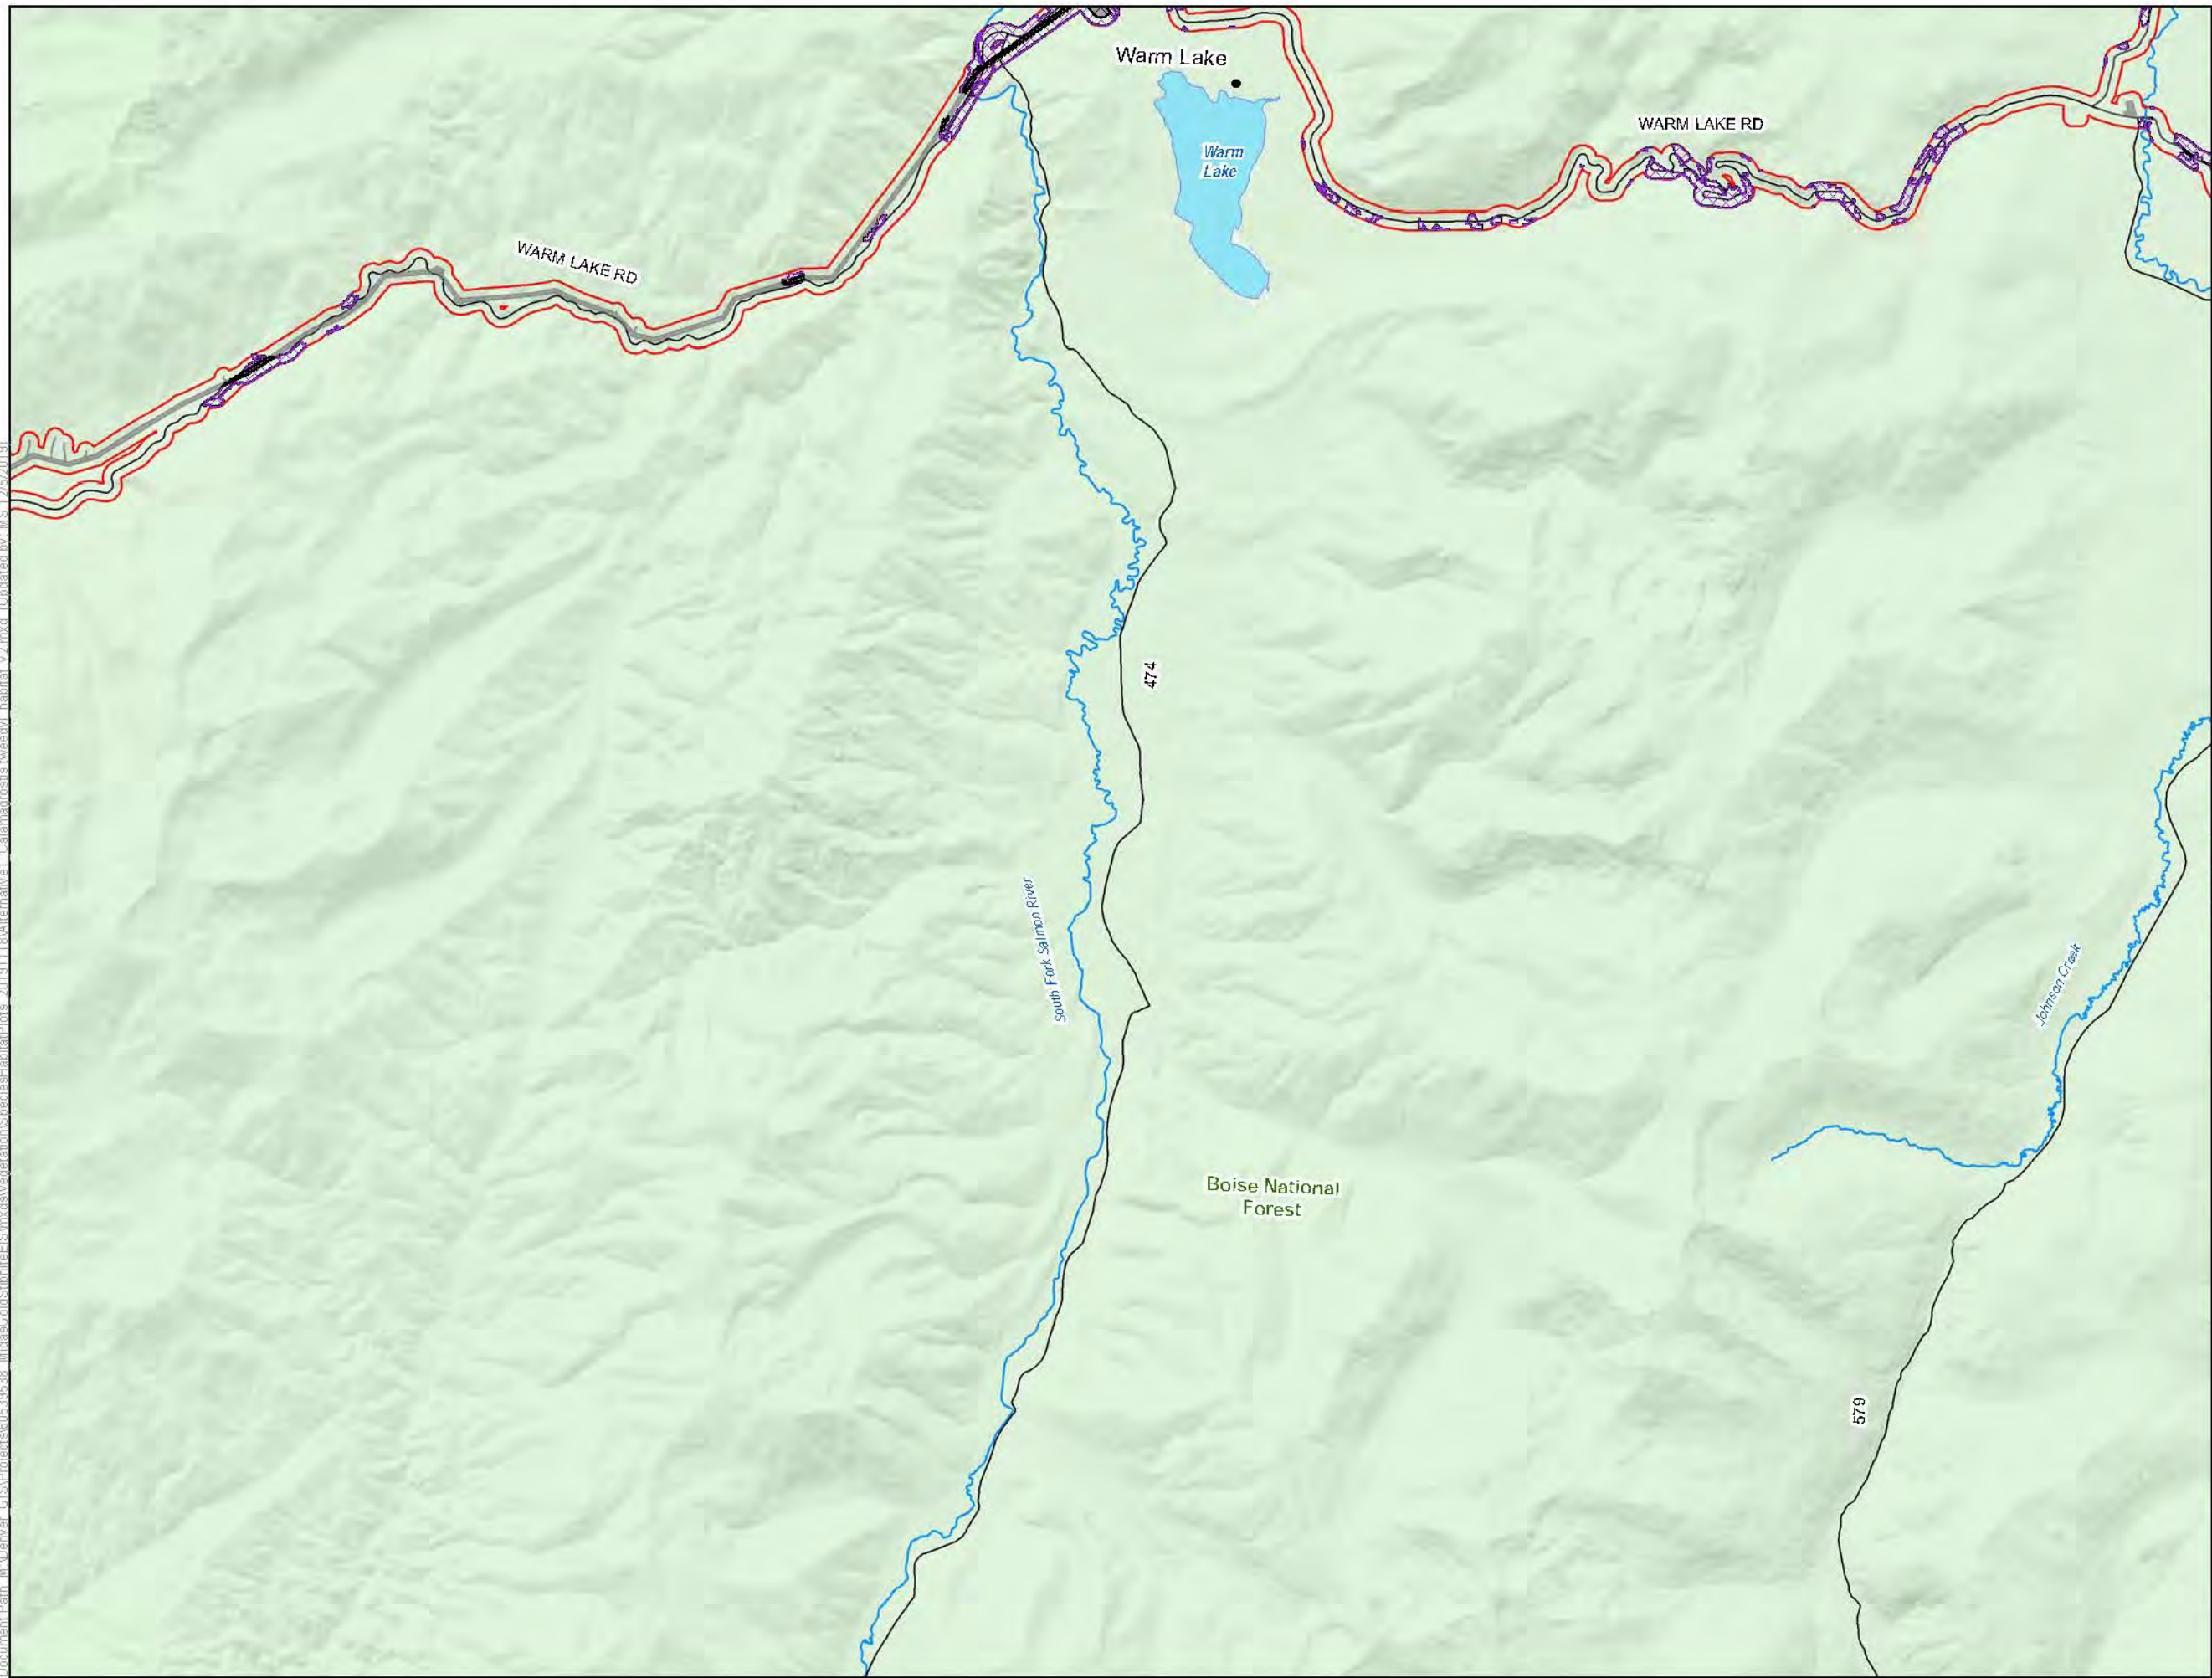 Warm Lake
WARM LAKE RD
Warm
Lake
WARM LAKE RD
474
South Fork Salmon River
Johnson Creek
Boise National
Forest
579